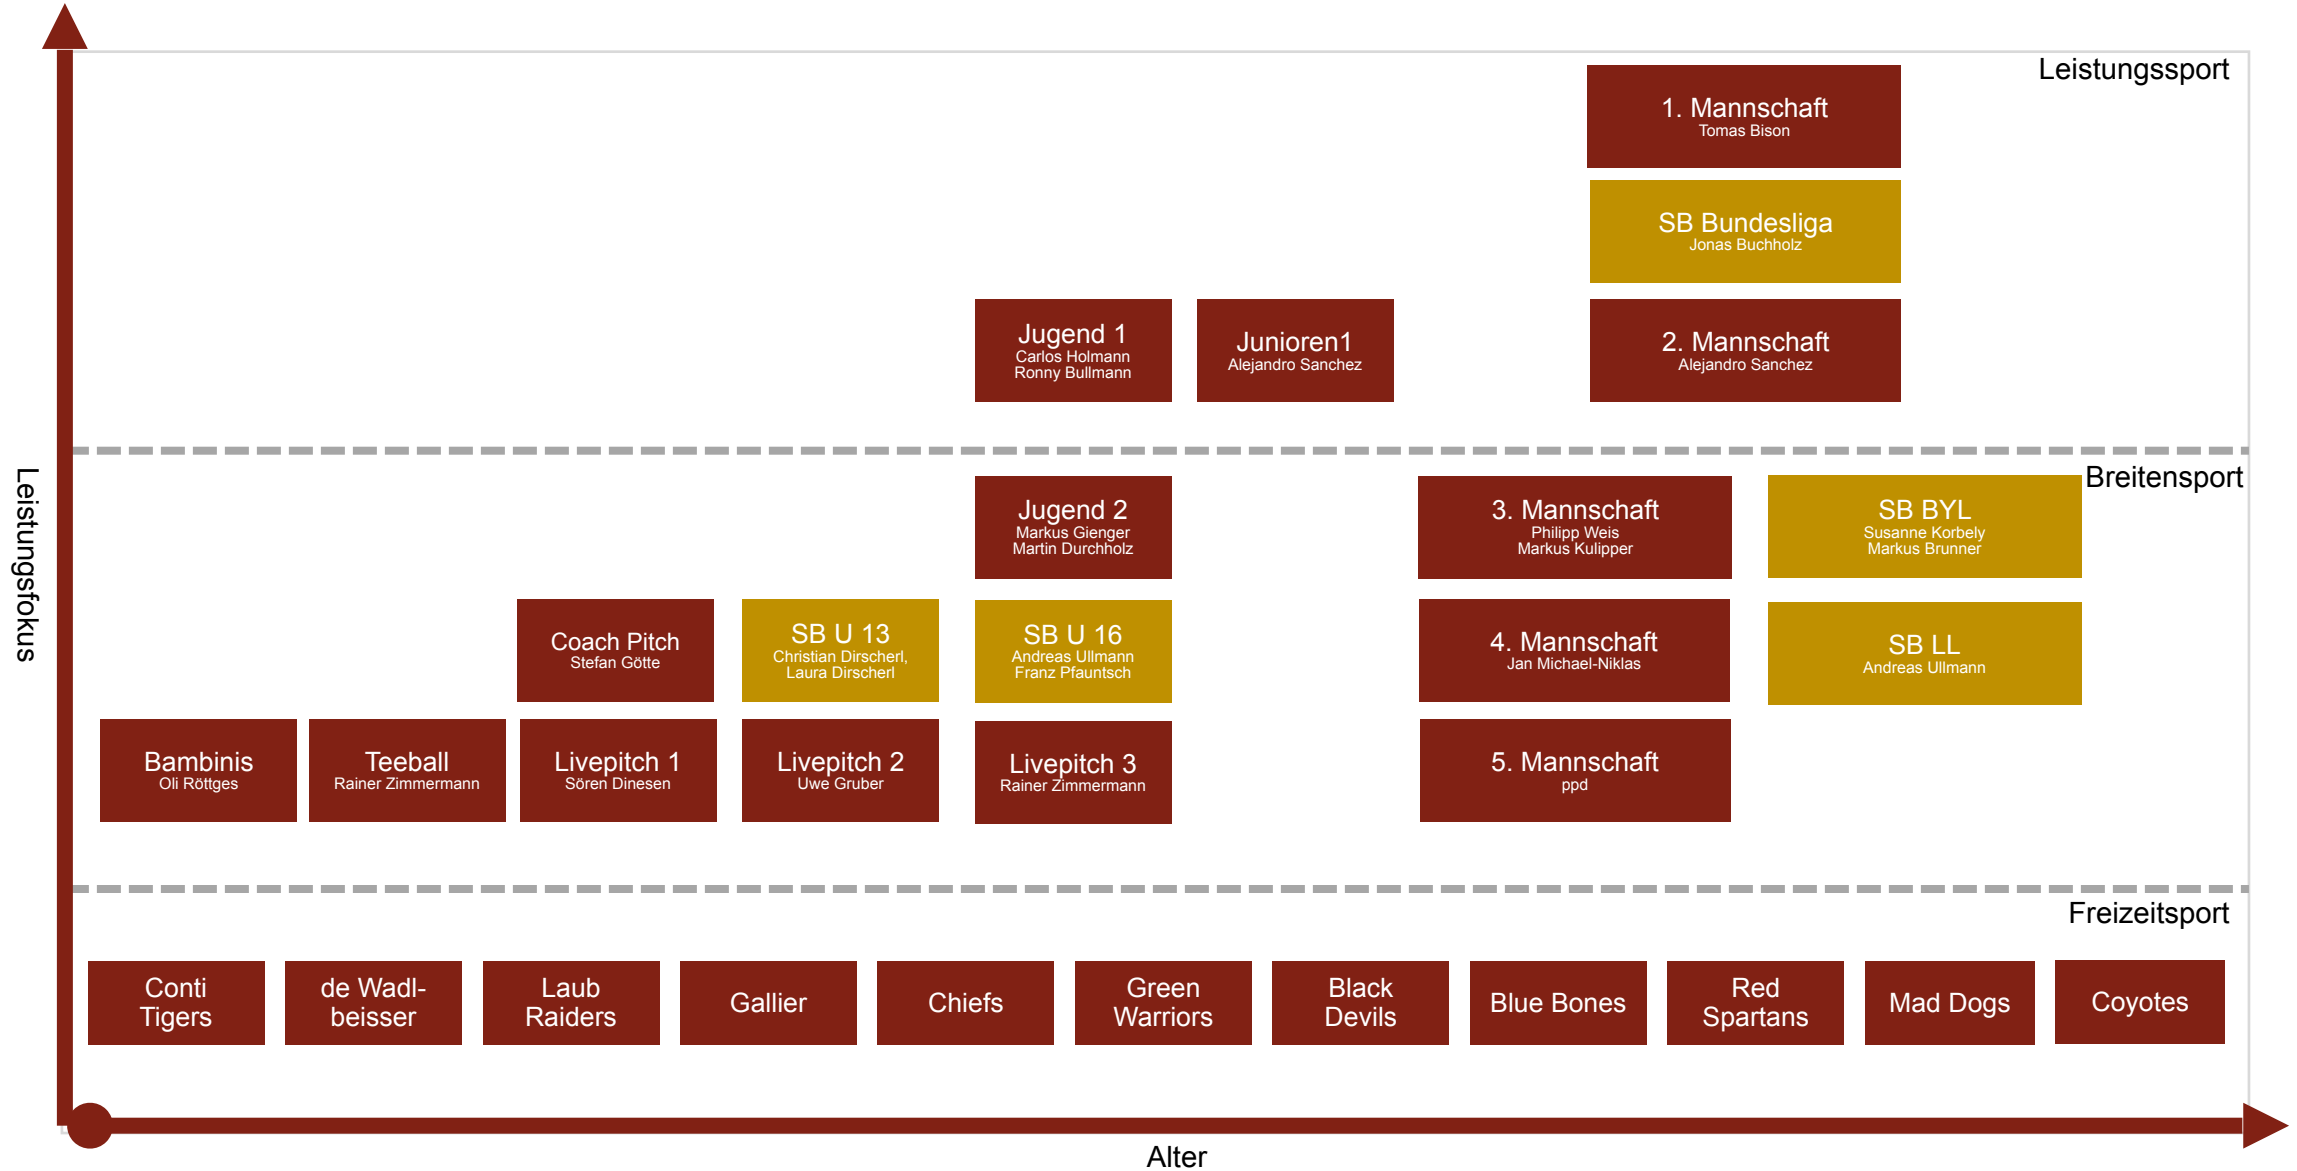 Leistungssport
1. Mannschaft
Tomas Bison
SB Bundesliga
Jonas Buchholz
Jugend 1
Carlos Holmann
Ronny Bullmann
Junioren1
Alejandro Sanchez
2. Mannschaft
Alejandro Sanchez
Leistungsfokus
Breitensport
Jugend 2
Markus Gienger
Martin Durchholz
3. Mannschaft
Philipp Weis
Markus Kulipper
SB BYL
Susanne Korbely
Markus Brunner
Coach Pitch
Stefan Götte
SB U 13
Christian Dirscherl,
Laura Dirscherl
SB U 16
Andreas Ullmann
Franz Pfauntsch
4. Mannschaft
Jan Michael-Niklas
SB LL
Andreas Ullmann
Bambinis
Oli Röttges
Teeball
Rainer Zimmermann
Livepitch 1
Sören Dinesen
Livepitch 2
Uwe Gruber
Livepitch 3
Rainer Zimmermann
5. Mannschaft
ppd
Freizeitsport
Conti
Tigers
de Wadl-
beisser
Laub
Raiders
Gallier
Chiefs
Green
Warriors
Black
Devils
Blue Bones
Red
Spartans
Mad Dogs
Coyotes
Alter